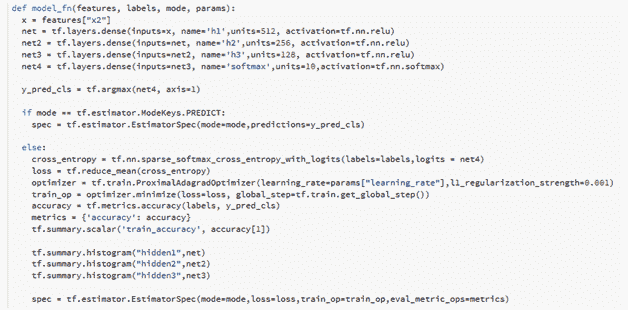 def model_fn(features, labels, mode, params):
x = features["x2"]
net = tf.layers.dense(inputs=x, name='h1',units=512, activation=tf.nn.relu)
net2 = tf.layers.dense(inputs=net, name='h2',units=256, activation=tf.nn.relu)
net3 = tf.layers.dense(inputs=net2, name='h3',units=128, activation=tf.nn.relu)
net4 = tf.layers.dense(inputs=net3, name='softmax',units=10,activation=tf.nn.softmax)
y_pred_cls = tf.argmax(net4, axis=1)
if mode == tf.estimator.ModeKeys.PREDICT:
spec = tf.estimator.EstimatorSpec(mode=mode,predictions=y_pred_cls)
else:
cross_entropy = tf.nn.sparse_softmax_cross_entropy_with_logits(labels=labels,logits = net4)
loss = tf.reduce_mean(cross_entropy)
optimizer = tf.train.ProximalAdagradOptimizer(learning_rate=params["learning_rate"],l1_regularization_strength=0.001)
train_op = optimizer.minimize(loss=loss, global_step=tf.train.get_global_step())
accuracy = tf.metrics.accuracy(labels, y_pred_cls)
metrics = {'accuracy': accuracy}
tf.summary.scalar('train_accuracy', accuracy[1])
tf.summary.histogram("hidden1",net)
tf.summary.histogram("hidden2",net2)
tf.summary.histogram("hidden3",net3)
spec = tf.estimator.EstimatorSpec(mode=mode,loss=loss,train_op=train_op,eval_metric_ops=metrics)